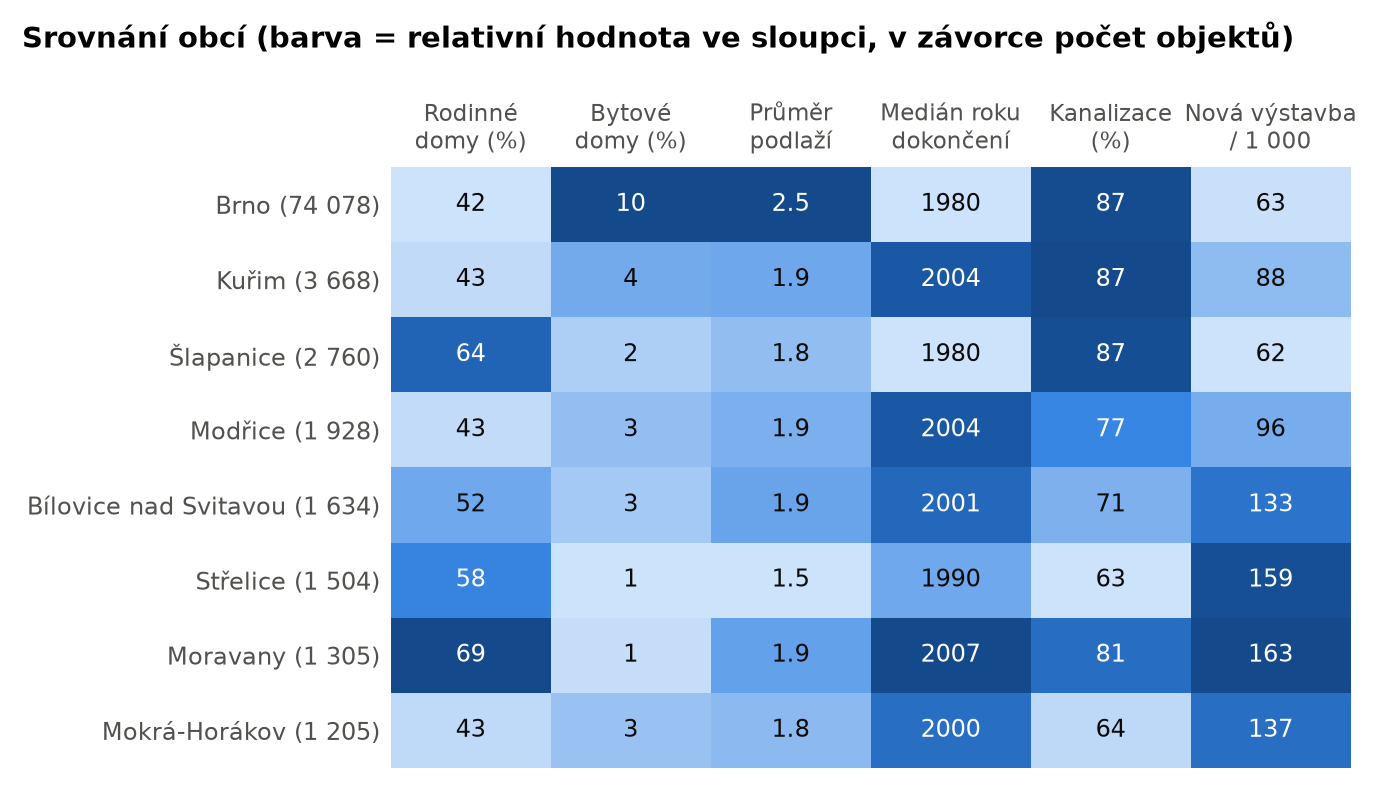 Srovnání obcí (barva = relativní hodnota ve sloupci, v závorce počet objektů)
Rodinné domy (%) Bytové domy (%) Průměr podlaží Medián roku dokončení Kanalizace (%) Nová výstavba / 1 000
Brno (74 078) 42 10 2.5 1980 87 63
Kuřim (3 668) 43 4 1.9 2004 87 88
Šlapanice (2 760) 64 2 1.8 1980 87 62
Modřice (1 928) 43 3 1.9 2004 77 96
Bílovice nad Svitavou (1 634) 52 3 1.9 2001 71 133
Střelice (1 504) 58 1 1.5 1990 63 159
Moravany (1 305) 69 1 1.9 2007 81 163
Mokrá-Horákov (1 205) 43 3 1.8 2000 64 137